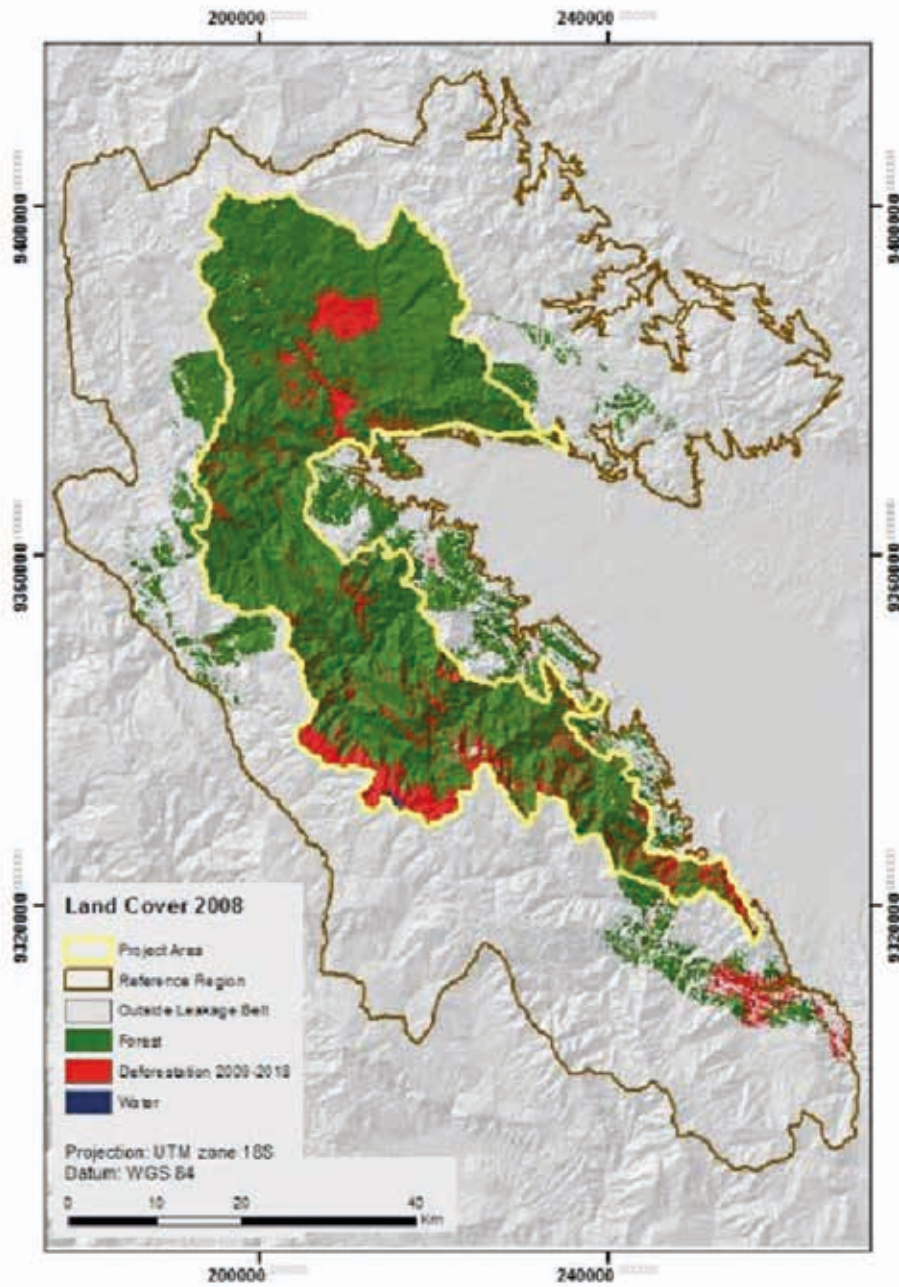 200000 240000
9400000 9400000
9360000 9360000
9320000 9320000
Land Cover 2008
Project Area
Reference Region
Outside Leakage Belt
Forest
Deforestation 2009-2018
Water
Projection: UTM zone 18S
Datum: WGS 84
0 10 20 40
Km
200000 240000